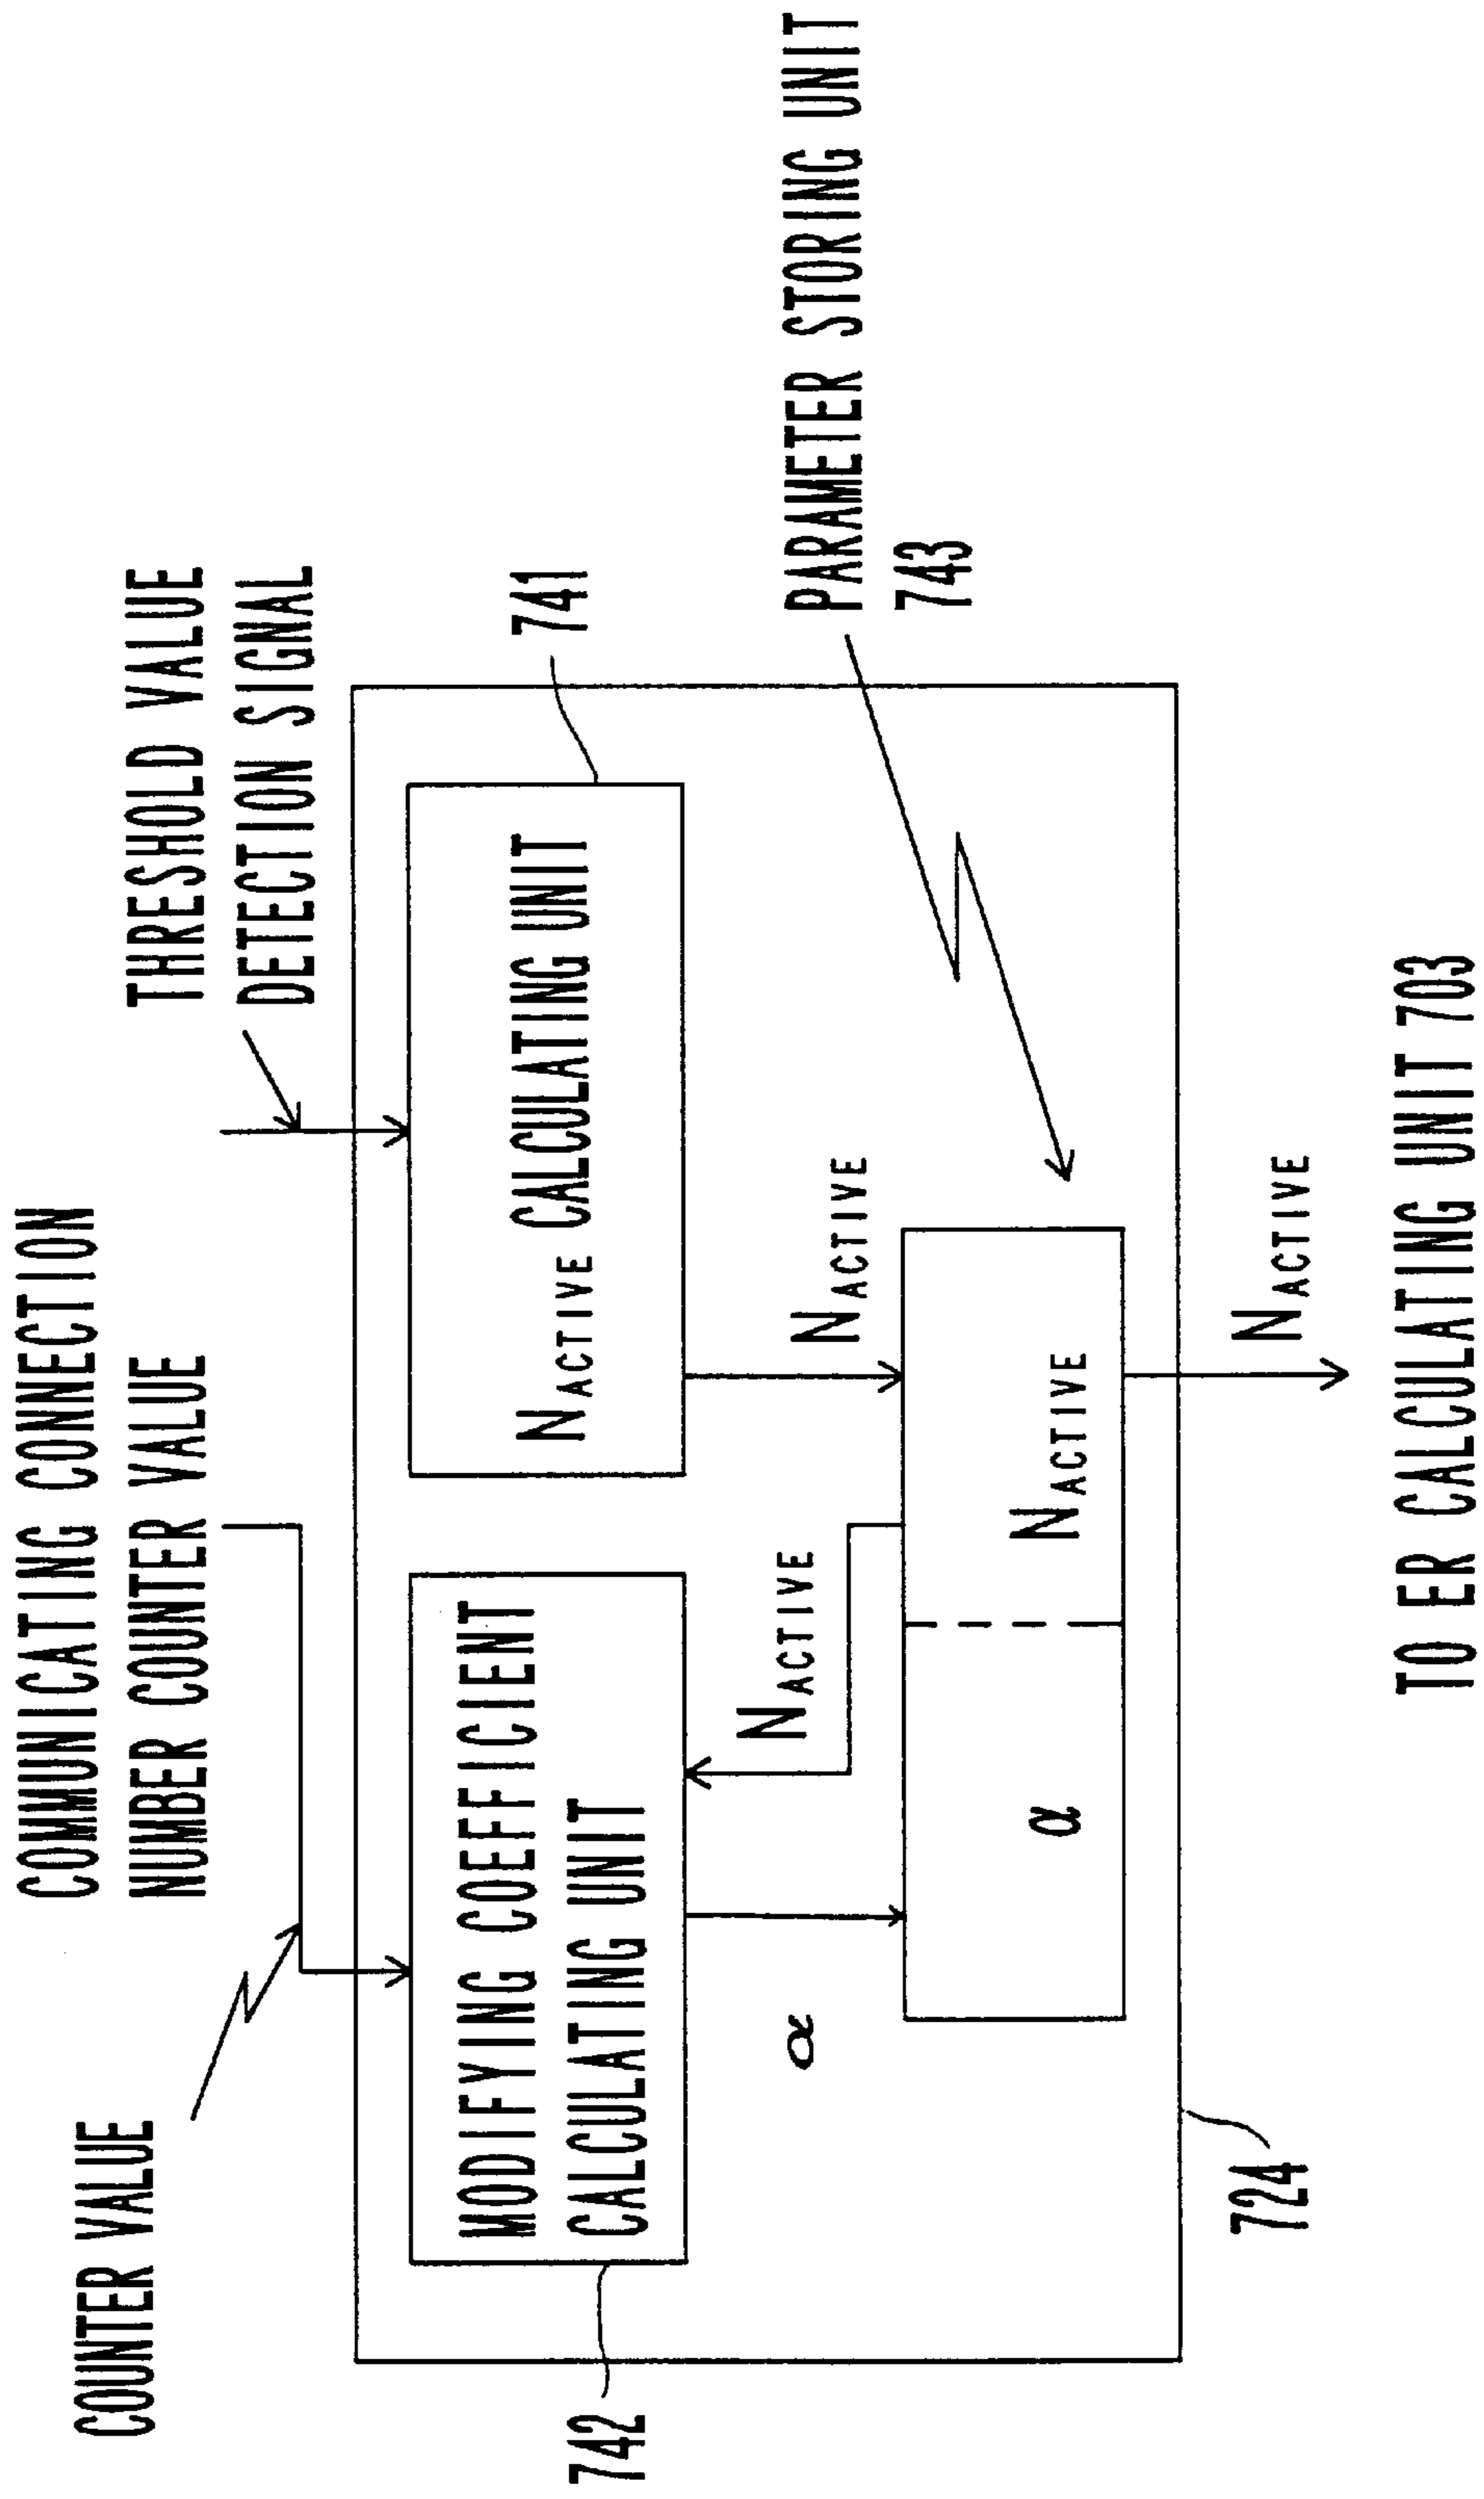 COMMUNICATING CONNECTION
NUMBER COUNTER VALUE
COUNTER VALUE
THRESHOLD VALUE
DETECTION SIGNAL
MODIFYING COEFFICIENT
CALCULATING UNIT
742
NACTIVE CALCULATING UNIT
741
NACTIVE
NACTIVE
α
PARAMETER STORING UNIT
743
α
NACTIVE
NACTIVE
724
TO ER CALCULATING UNIT 703